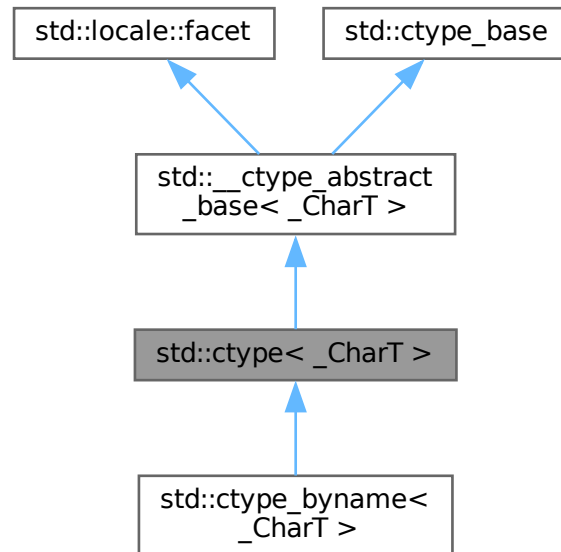 std::locale::facet
std::ctype_base
std::__ctype_abstract
_base< _CharT >
std::ctype< _CharT >
std::ctype_byname<
_CharT >